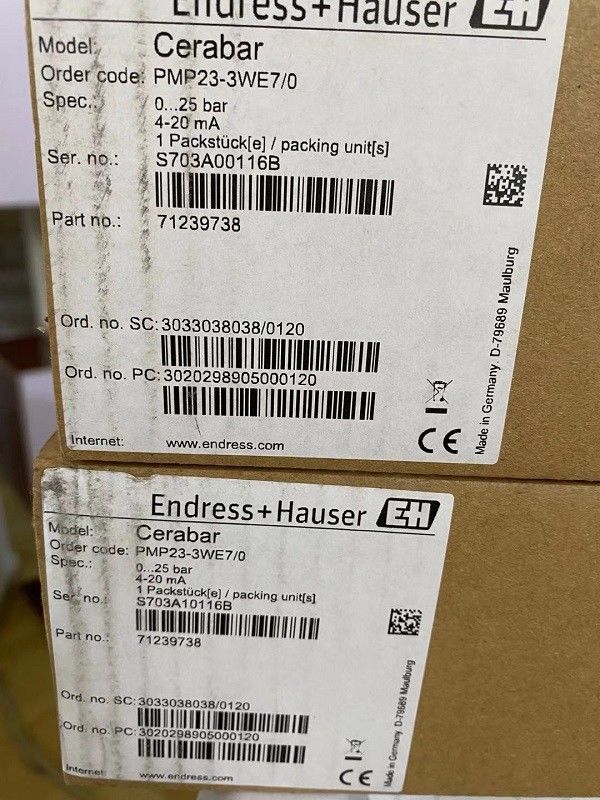 Endress+Hauser EH
Model: Cerabar
Order code: PMP23-3WE7/0
Spec.: 0...25 bar
4-20 mA
1 Packstück[e] / packing unit[s]
Ser. no.: S703A00116B
Part no.: 71239738
Ord. no. SC: 3033038038/0120
Ord. no. PC: 3020298905000120
Internet: www.endress.com
CE
Made in Germany. D-79689 Maulburg
Endress+Hauser EH
Model: Cerabar
Order code: PMP23-3WE7/0
Spec.: 0...25 bar
4-20 mA
1 Packstück[e] / packing unit[s]
Ser. no.: S703A10116B
Part no.: 71239738
Ord. no. SC: 3033038038/0120
Ord. no. PC: 3020298905000120
Internet: www.endress.com
CE
Made in Germany. D-79689 Maulburg